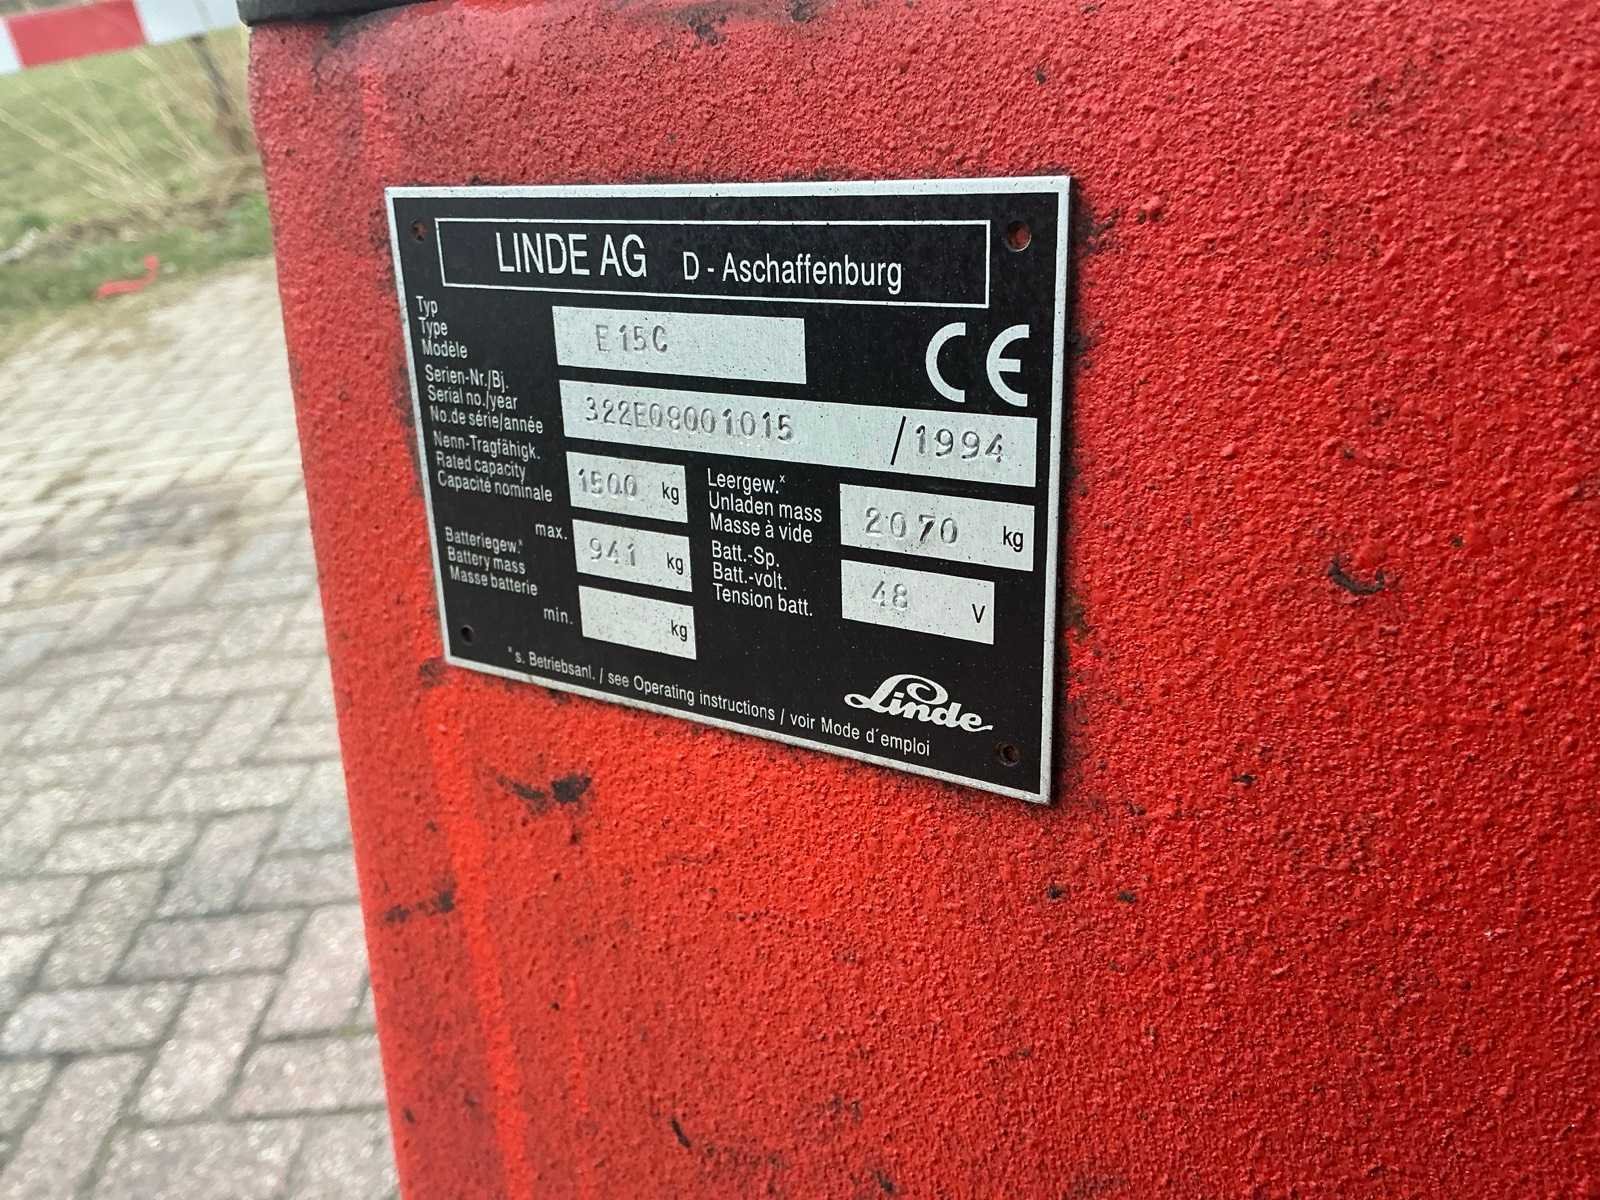 LINDE AG D - Aschaffenburg
Typ
Type
Modèle
E15C
CE
Serien-Nr./Bj.
Serial no./year
No.de série/année
322E08001015 /1994
Nenn-Tragfähigk.
Rated capacity
Capacité nominale
1500 kg
Leergew.x
Unladen mass
Masse à vide
2070 kg
Batteriegew.x
Battery mass
Masse batterie
max. 941 kg
min. kg
Batt.-Sp.
Batt.-volt.
Tension batt.
48 V
x s. Betriebsanl. / see Operating instructions / voir Mode d´emploi
Linde